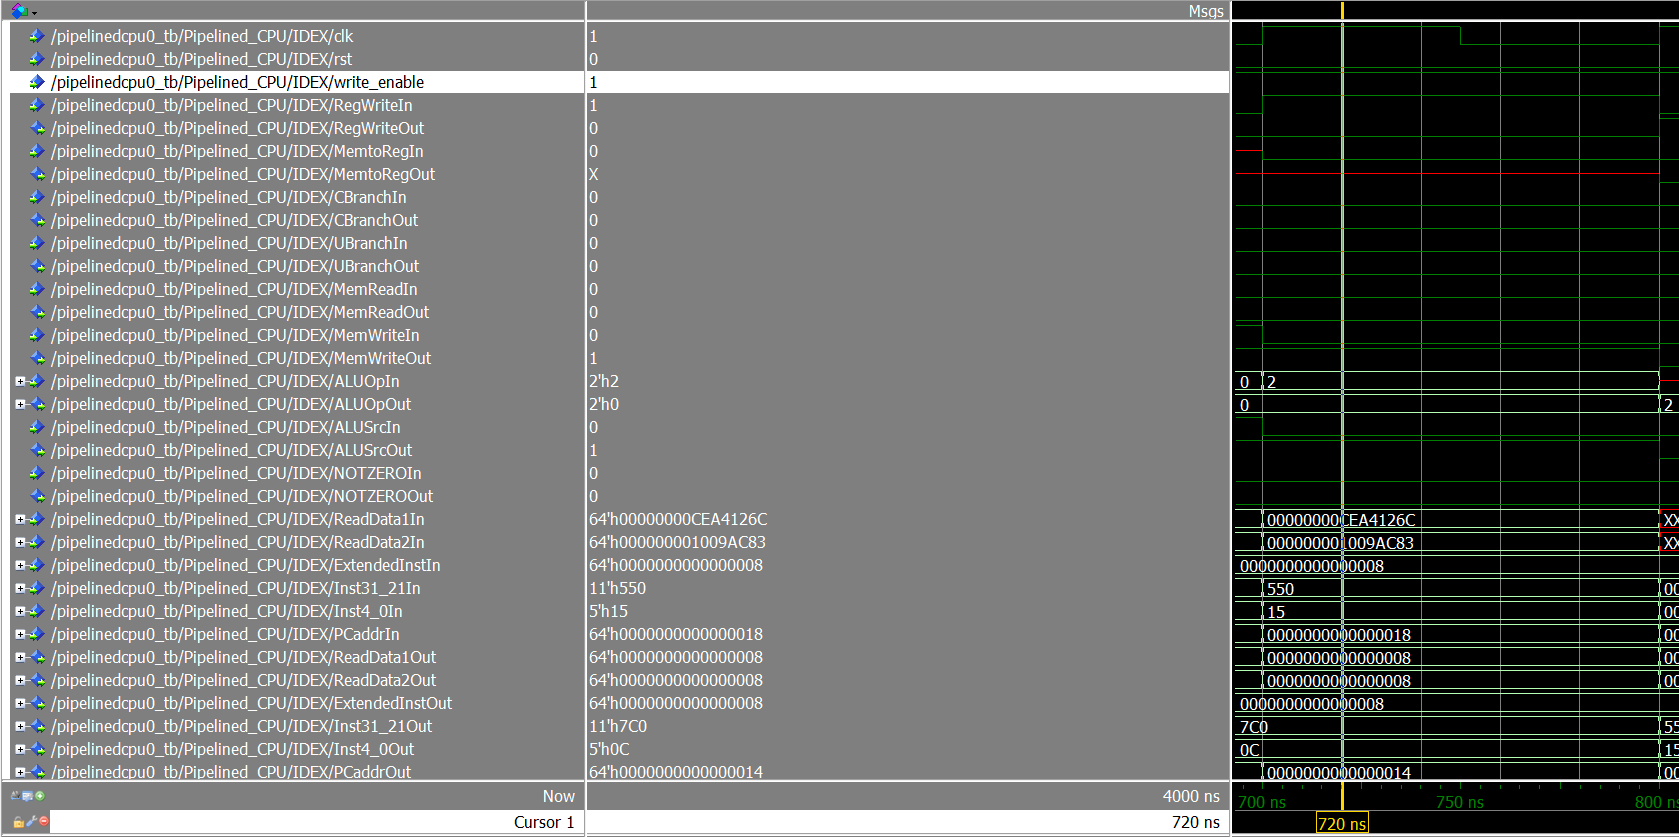 Msgs
/pipelinedcpu0_tb/Pipelined_CPU/IDEX/clk 1
/pipelinedcpu0_tb/Pipelined_CPU/IDEX/rst 0
/pipelinedcpu0_tb/Pipelined_CPU/IDEX/write_enable 1
/pipelinedcpu0_tb/Pipelined_CPU/IDEX/RegWriteIn 1
/pipelinedcpu0_tb/Pipelined_CPU/IDEX/RegWriteOut 0
/pipelinedcpu0_tb/Pipelined_CPU/IDEX/MemtoRegIn 0
/pipelinedcpu0_tb/Pipelined_CPU/IDEX/MemtoRegOut X
/pipelinedcpu0_tb/Pipelined_CPU/IDEX/CBranchIn 0
/pipelinedcpu0_tb/Pipelined_CPU/IDEX/CBranchOut 0
/pipelinedcpu0_tb/Pipelined_CPU/IDEX/UBranchIn 0
/pipelinedcpu0_tb/Pipelined_CPU/IDEX/UBranchOut 0
/pipelinedcpu0_tb/Pipelined_CPU/IDEX/MemReadIn 0
/pipelinedcpu0_tb/Pipelined_CPU/IDEX/MemReadOut 0
/pipelinedcpu0_tb/Pipelined_CPU/IDEX/MemWriteIn 0
/pipelinedcpu0_tb/Pipelined_CPU/IDEX/MemWriteOut 1
/pipelinedcpu0_tb/Pipelined_CPU/IDEX/ALUOpIn 2'h2 0 2
/pipelinedcpu0_tb/Pipelined_CPU/IDEX/ALUOpOut 2'h0 0 2
/pipelinedcpu0_tb/Pipelined_CPU/IDEX/ALUSrcIn 0
/pipelinedcpu0_tb/Pipelined_CPU/IDEX/ALUSrcOut 1
/pipelinedcpu0_tb/Pipelined_CPU/IDEX/NOTZEROIn 0
/pipelinedcpu0_tb/Pipelined_CPU/IDEX/NOTZEROOut 0
/pipelinedcpu0_tb/Pipelined_CPU/IDEX/ReadData1In 64'h00000000CEA4126C 00000000CEA4126C XX
/pipelinedcpu0_tb/Pipelined_CPU/IDEX/ReadData2In 64'h000000001009AC83 000000001009AC83 XX
/pipelinedcpu0_tb/Pipelined_CPU/IDEX/ExtendedInstIn 64'h0000000000000008 0000000000000008
/pipelinedcpu0_tb/Pipelined_CPU/IDEX/Inst31_21In 11'h550 550 00
/pipelinedcpu0_tb/Pipelined_CPU/IDEX/Inst4_0In 5'h15 15 00
/pipelinedcpu0_tb/Pipelined_CPU/IDEX/PCaddrIn 64'h0000000000000018 0000000000000018 00
/pipelinedcpu0_tb/Pipelined_CPU/IDEX/ReadData1Out 64'h0000000000000008 0000000000000008 00
/pipelinedcpu0_tb/Pipelined_CPU/IDEX/ReadData2Out 64'h0000000000000008 0000000000000008 00
/pipelinedcpu0_tb/Pipelined_CPU/IDEX/ExtendedInstOut 64'h0000000000000008 0000000000000008
/pipelinedcpu0_tb/Pipelined_CPU/IDEX/Inst31_21Out 11'h7C0 7C0 55
/pipelinedcpu0_tb/Pipelined_CPU/IDEX/Inst4_0Out 5'h0C 0C 15
/pipelinedcpu0_tb/Pipelined_CPU/IDEX/PCaddrOut 64'h0000000000000014 0000000000000014 00
Now 4000 ns 700 ns 750 ns 800 ns
Cursor 1 720 ns 720 ns